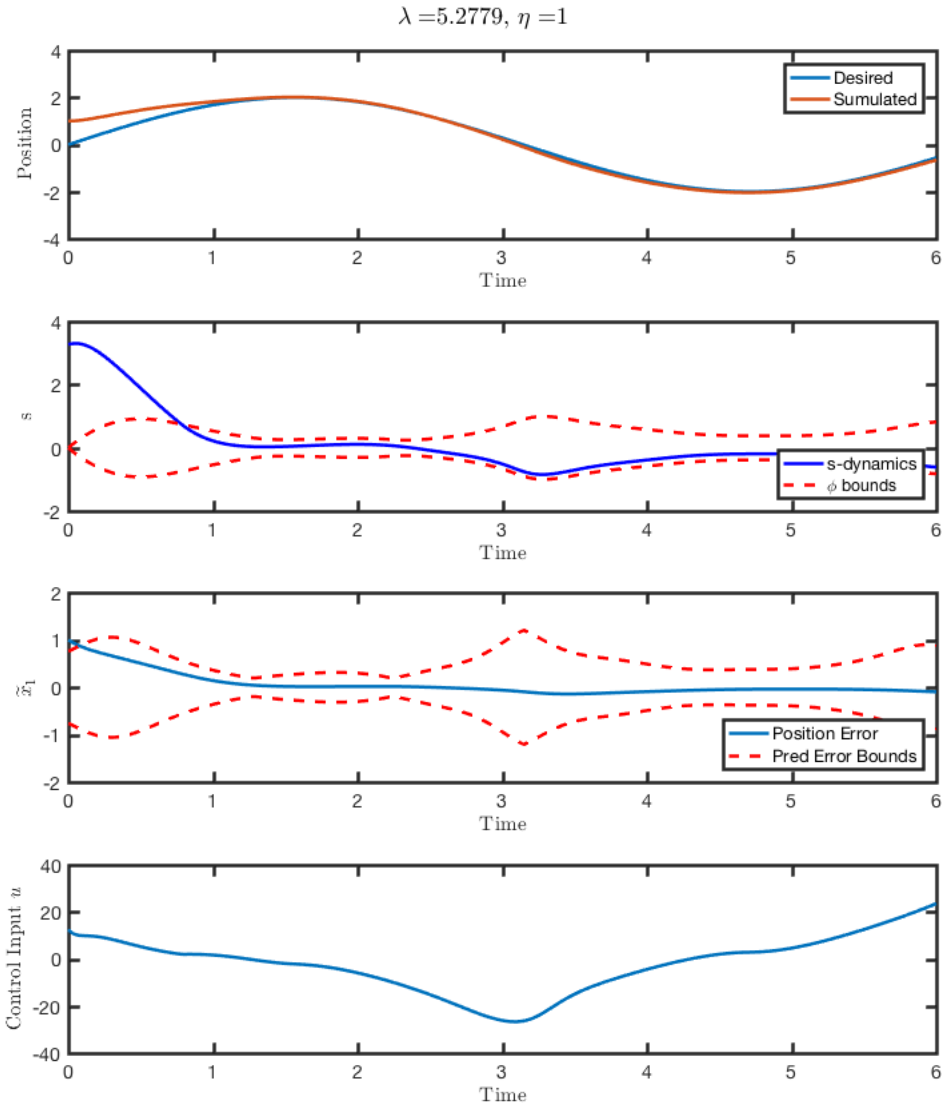 λ =5.2779, η =1
4
2
0
-2
-4
Position
Desired
Sumulated
0 1 2 3 4 5 6
Time
4
2
0
-2
s
s-dynamics
ϕ bounds
0 1 2 3 4 5 6
Time
2
1
0
-1
-2
x̃₁
Position Error
Pred Error Bounds
0 1 2 3 4 5 6
Time
40
20
0
-20
-40
Control Input u
0 1 2 3 4 5 6
Time